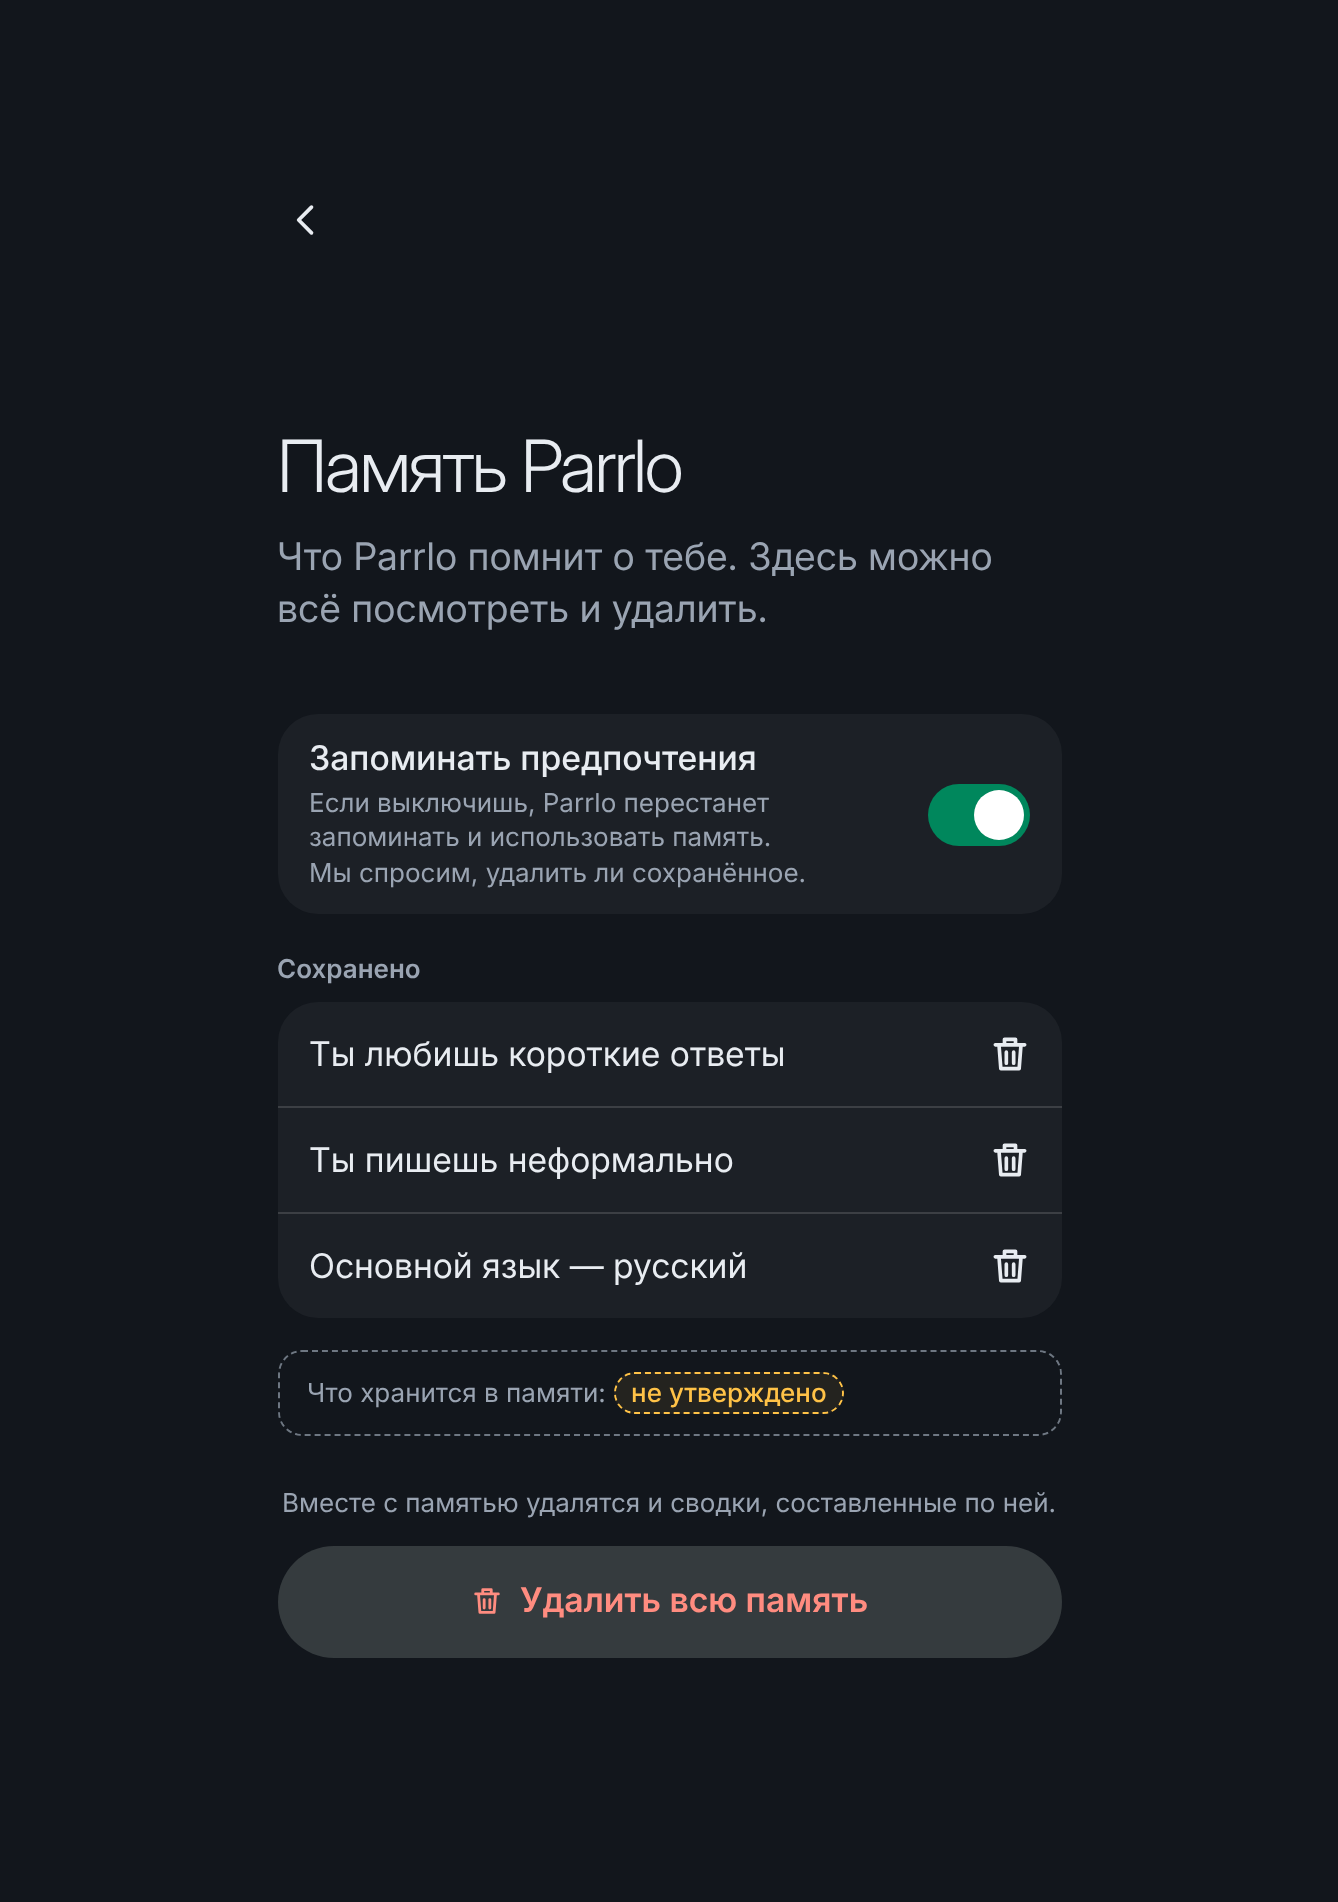 Память Parrlo
Что Parrlo помнит о тебе. Здесь можно
всё посмотреть и удалить.
Запоминать предпочтения
Если выключишь, Parrlo перестанет
запоминать и использовать память.
Мы спросим, удалить ли сохранённое.
Сохранено
Ты любишь короткие ответы
Ты пишешь неформально
Основной язык — русский
Что хранится в памяти: не утверждено
Вместе с памятью удалятся и сводки, составленные по ней.
Удалить всю память